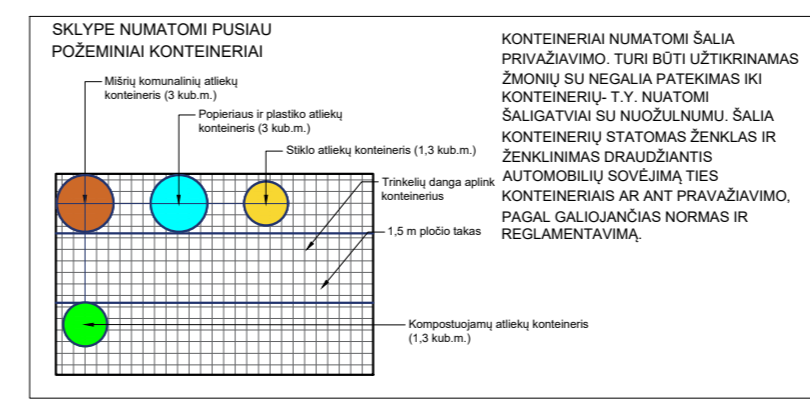 SKLYPE NUMATOMI PUSIAU
POŽEMINIAI KONTEINERIAI
Mišrių komunalinių atliekų
konteineris (3 kub.m.)
Popieriaus ir plastiko atliekų
konteineris (3 kub.m.)
Stiklo atliekų konteineris (1,3 kub.m.)
Trinkelių danga aplink
konteinerius
1,5 m pločio takas
Kompostuojamų atliekų konteineris
(1,3 kub.m.)
KONTEINERIAI NUMATOMI ŠALIA
PRIVAŽIAVIMO. TURI BŪTI UŽTIKRINAMAS
ŽMONIŲ SU NEGALIA PATEKIMAS IKI
KONTEINERIŲ- T.Y. NUATOMI
ŠALIGATVIAI SU NUOŽULNUMU. ŠALIA
KONTEINERIŲ STATOMAS ŽENKLAS IR
ŽENKLINIMAS DRAUDŽIANTIS
AUTOMOBILIŲ SOVĖJIMĄ TIES
KONTEINERIAIS AR ANT PRAVAŽIAVIMO,
PAGAL GALIOJANČIAS NORMAS IR
REGLAMENTAVIMĄ.